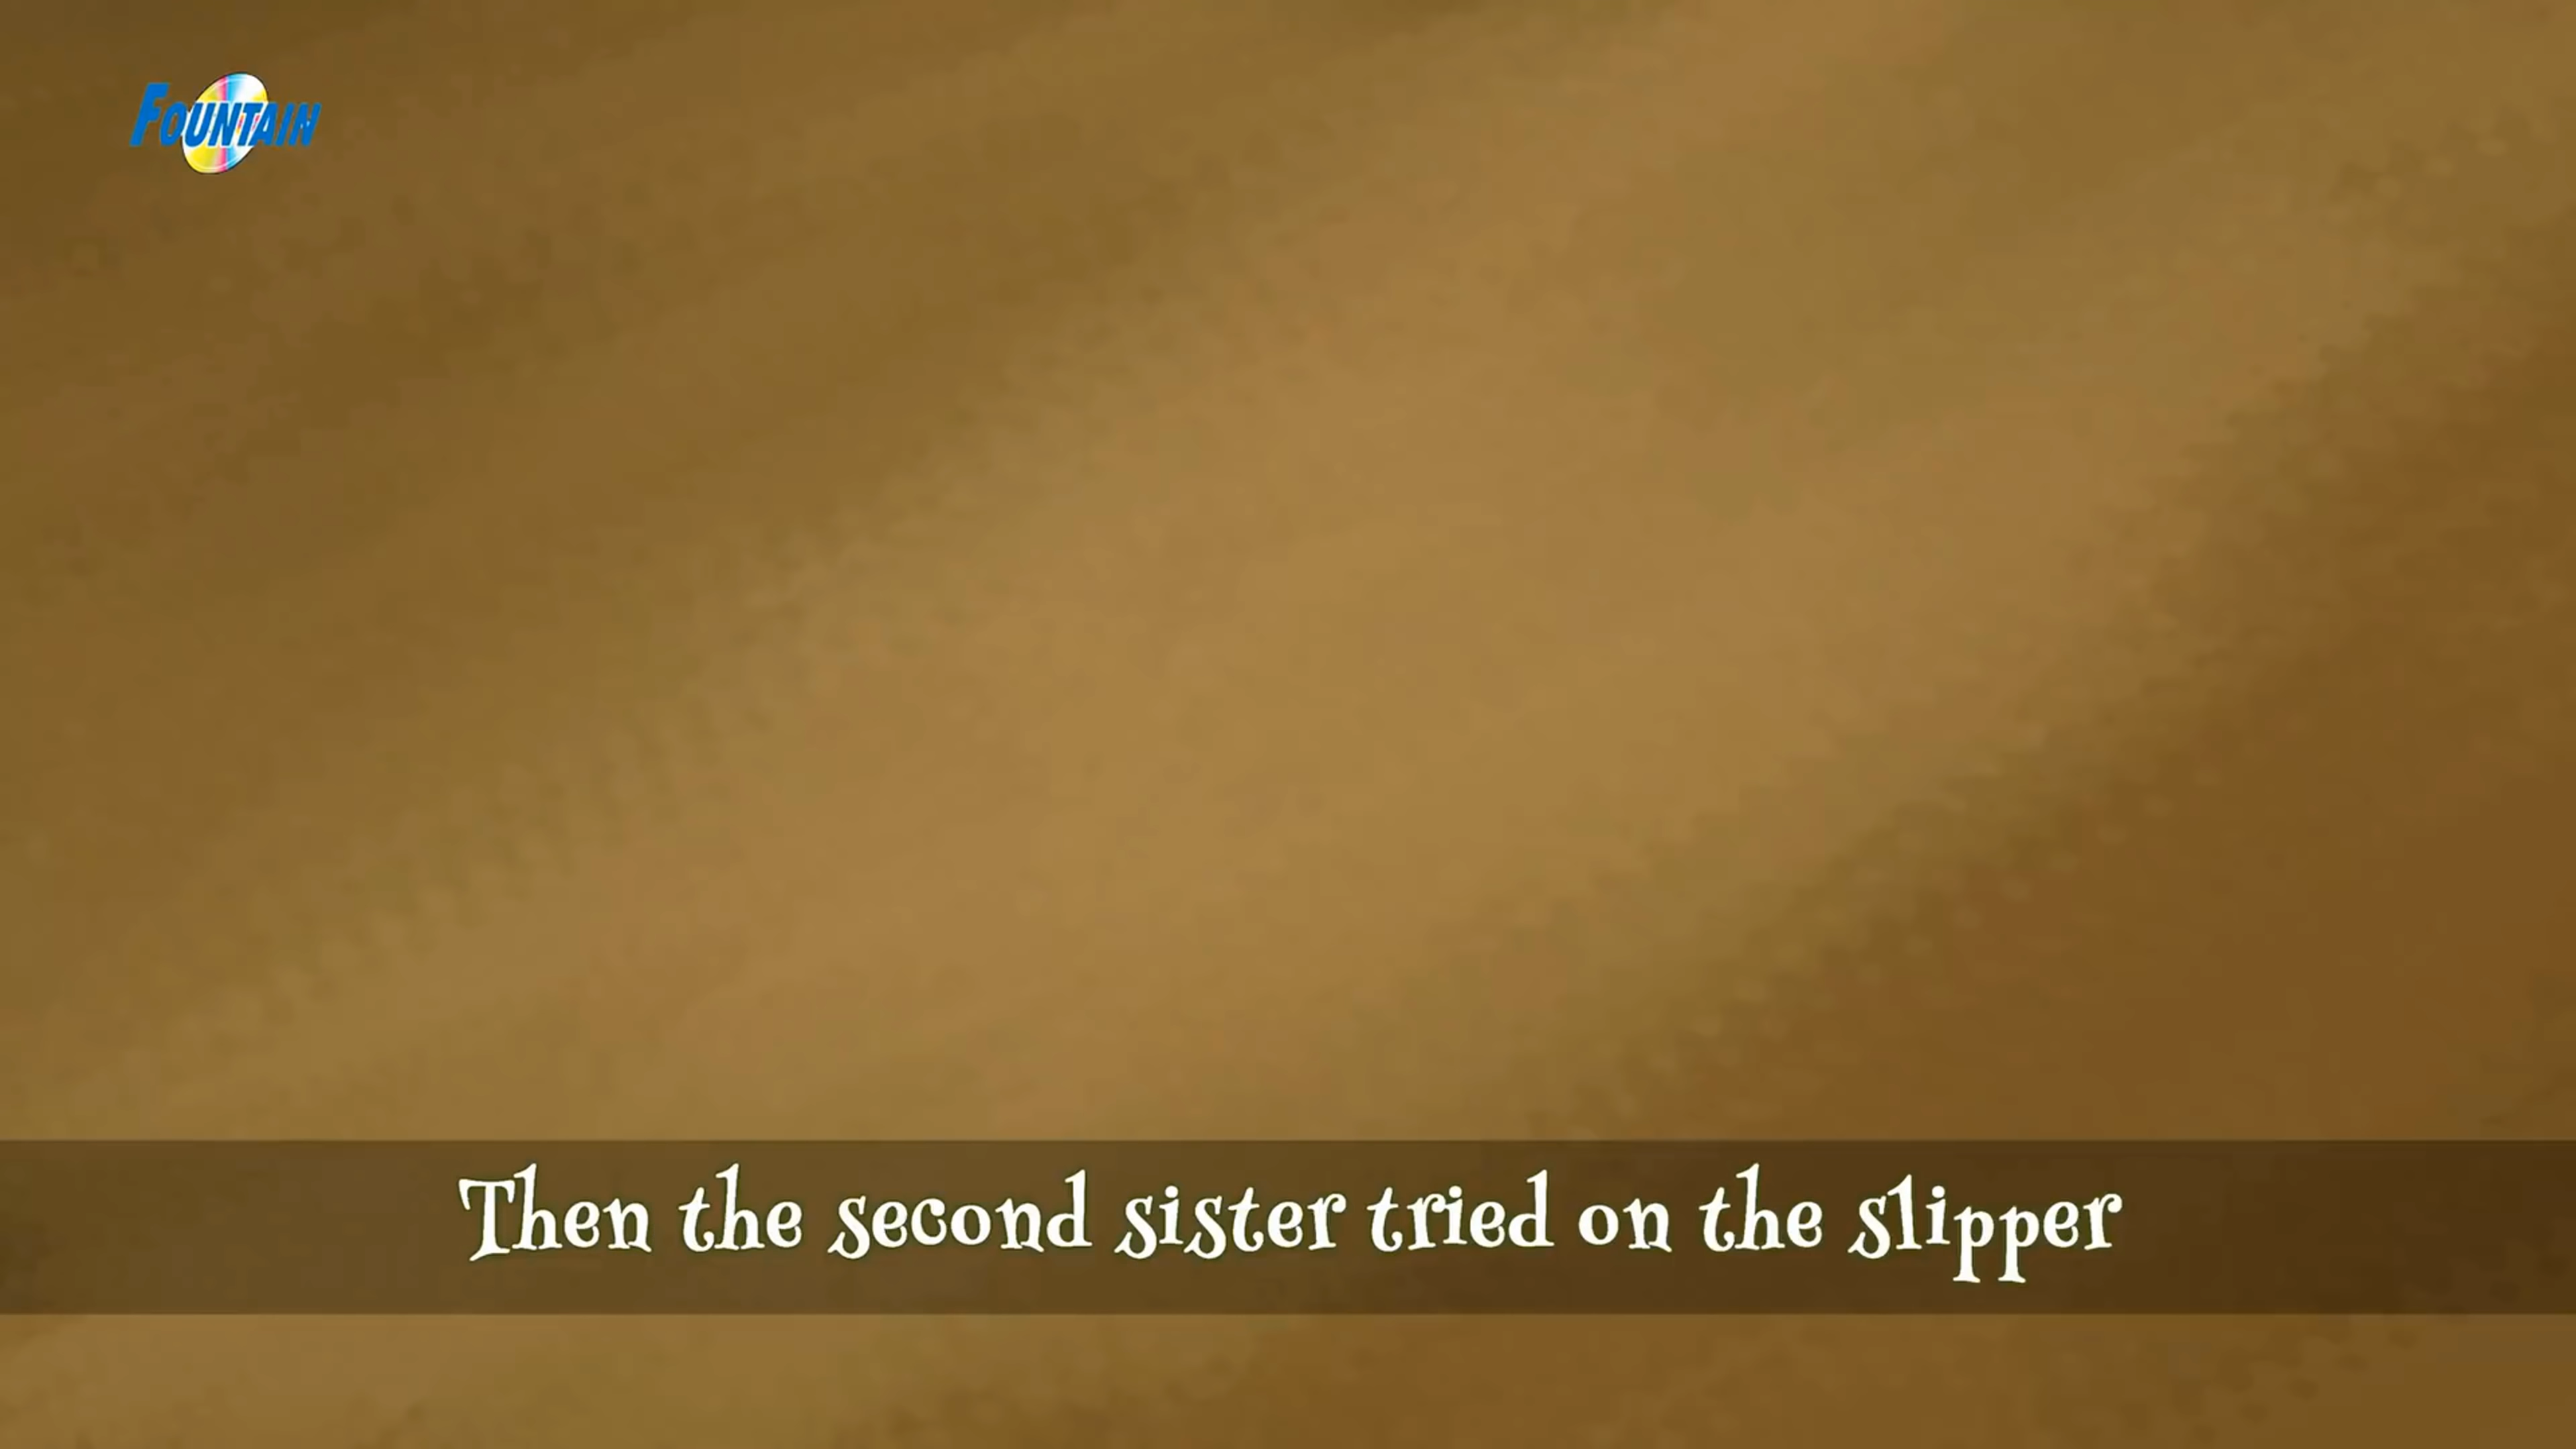 FOUNTAIN
Then the second sister tried on the slipper